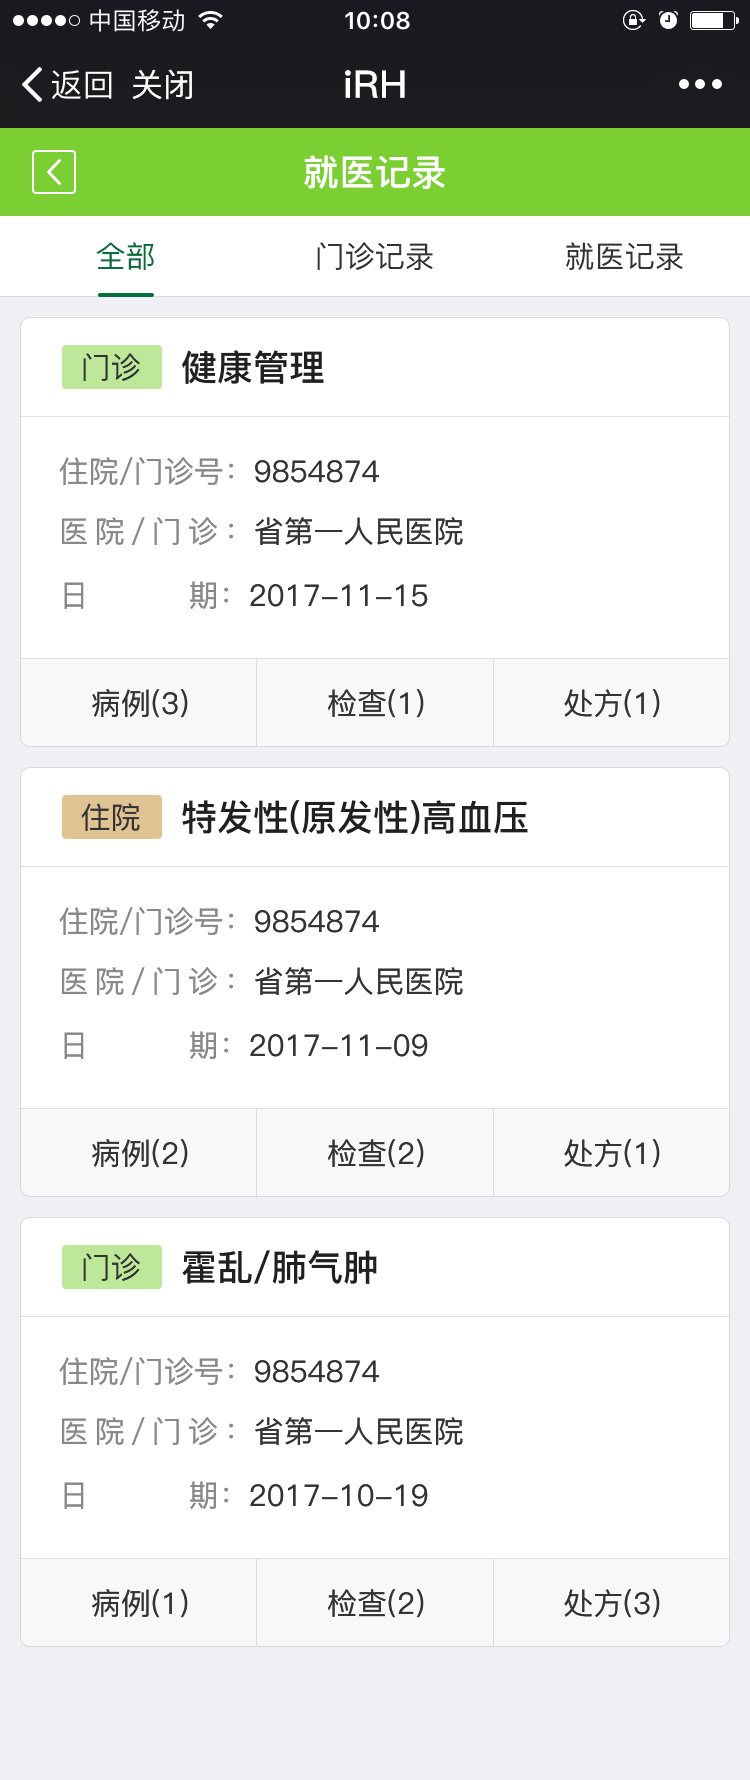 中国移动 10:08
返回 关闭 iRH
就医记录
全部 门诊记录 就医记录
门诊 健康管理
住院/门诊号: 9854874
医院/门诊: 省第一人民医院
日期: 2017-11-15
病例(3) 检查(1) 处方(1)
住院 特发性(原发性)高血压
住院/门诊号: 9854874
医院/门诊: 省第一人民医院
日期: 2017-11-09
病例(2) 检查(2) 处方(1)
门诊 霍乱/肺气肿
住院/门诊号: 9854874
医院/门诊: 省第一人民医院
日期: 2017-10-19
病例(1) 检查(2) 处方(3)